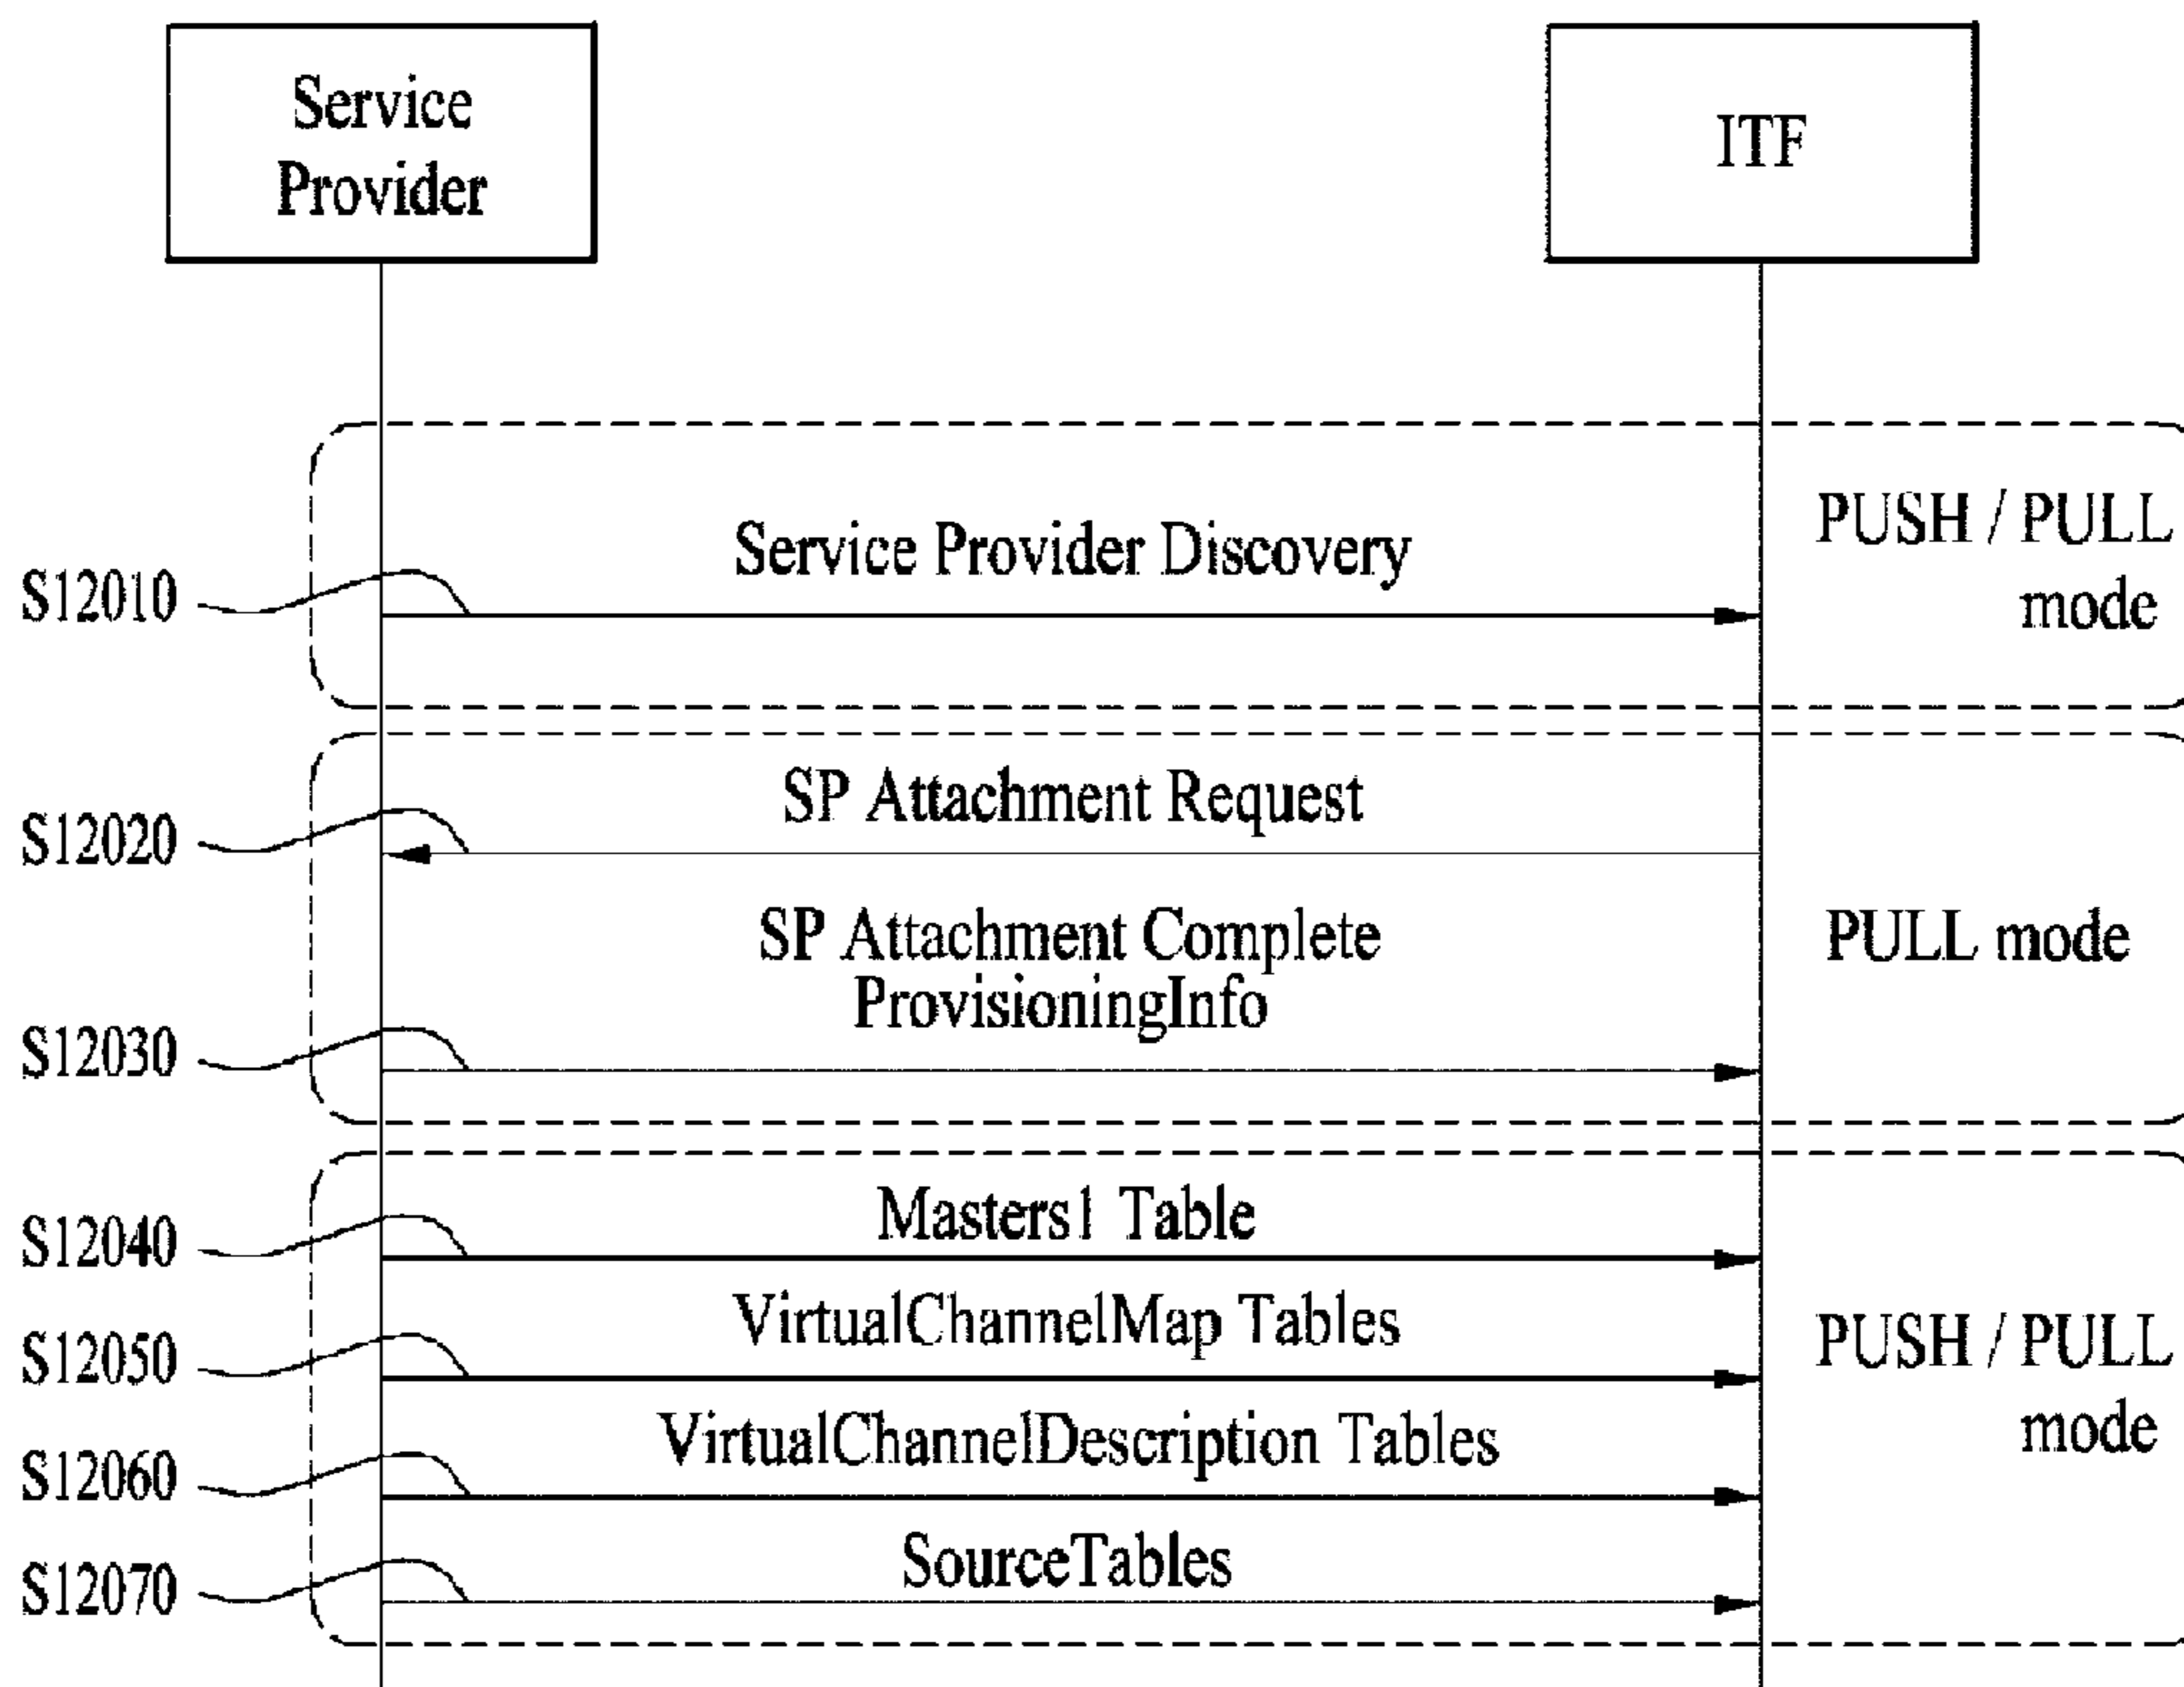 Service
Provider
ITF
Service Provider Discovery
PUSH / PULL
mode
S12010
SP Attachment Request
S12020
SP Attachment Complete
ProvisioningInfo
PULL mode
S12030
Masters1 Table
S12040
VirtualChannelMap Tables
PUSH / PULL
mode
S12050
VirtualChannelDescription Tables
S12060
SourceTables
S12070